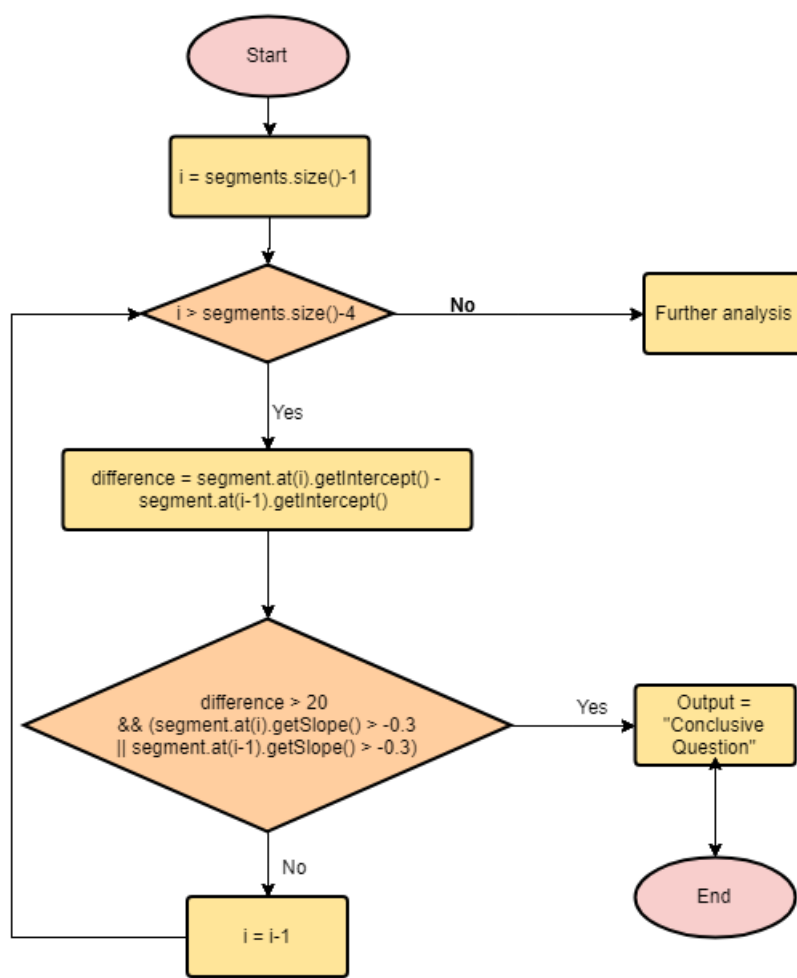 Start
i = segments.size()-1
i > segments.size()-4
No
Further analysis
Yes
difference = segment.at(i).getIntercept() -
segment.at(i-1).getIntercept()
difference > 20
&& (segment.at(i).getSlope() > -0.3
|| segment.at(i-1).getSlope() > -0.3)
Yes
Output =
"Conclusive
Question"
No
i = i-1
End